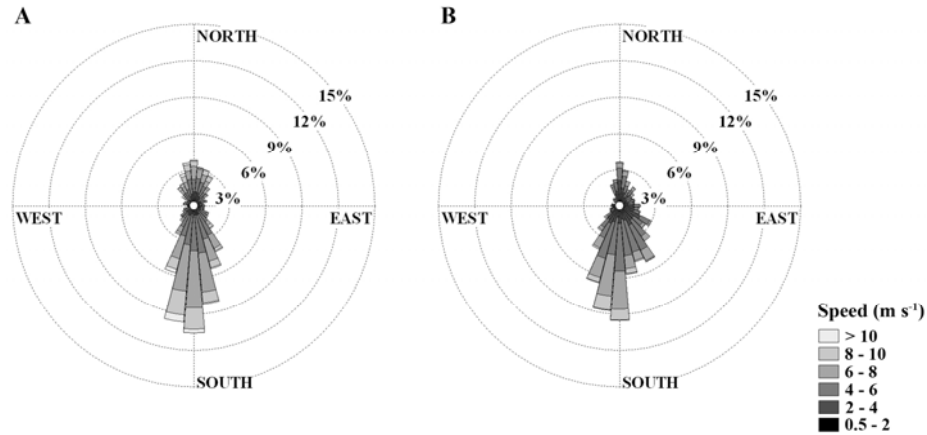 A
NORTH
15%
12%
9%
6%
3%
WEST
EAST
SOUTH
B
NORTH
15%
12%
9%
6%
3%
WEST
EAST
SOUTH
Speed (m s⁻¹)
> 10
8 - 10
6 - 8
4 - 6
2 - 4
0.5 - 2